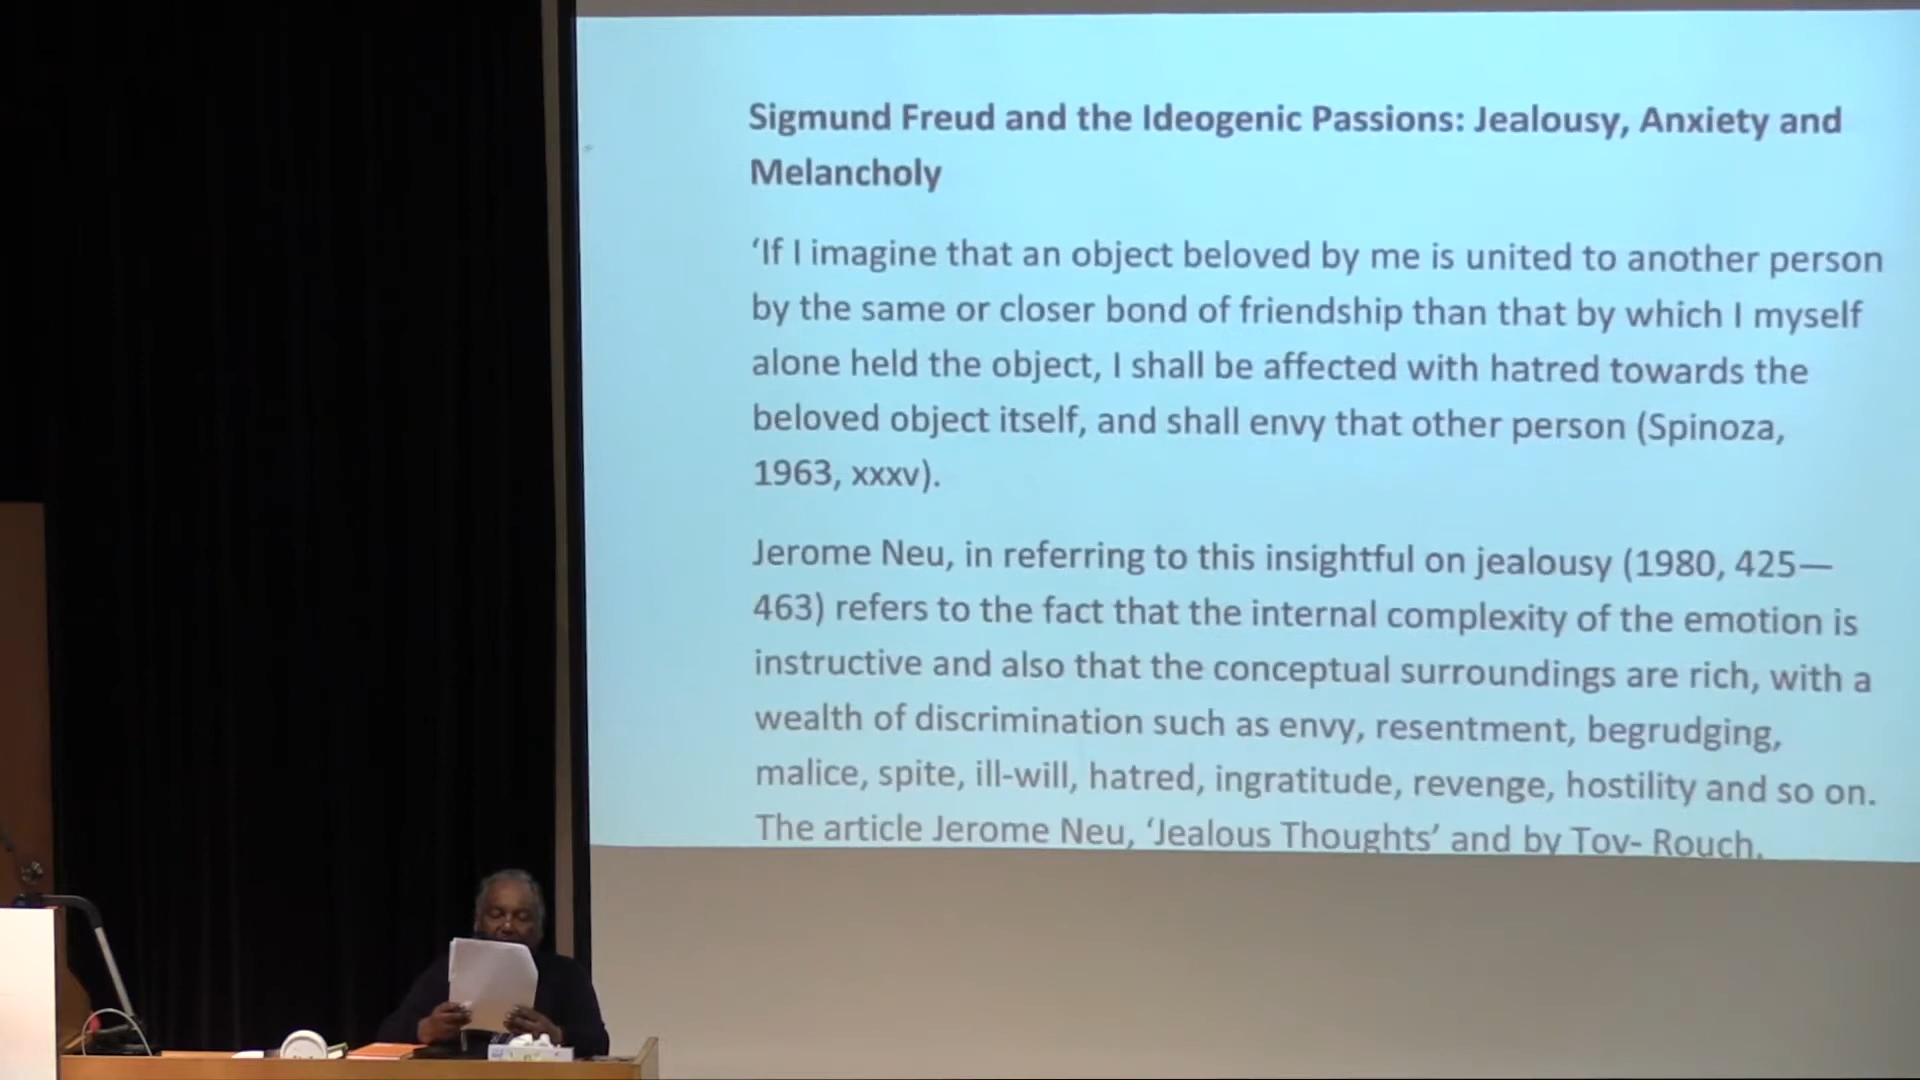 Sigmund Freud and the Ideogenic Passions: Jealousy, Anxiety and
Melancholy
‘If I imagine that an object beloved by me is united to another person
by the same or closer bond of friendship than that by which I myself
alone held the object, I shall be affected with hatred towards the
beloved object itself, and shall envy that other person (Spinoza,
1963, xxxv).
Jerome Neu, in referring to this insightful on jealousy (1980, 425—
463) refers to the fact that the internal complexity of the emotion is
instructive and also that the conceptual surroundings are rich, with a
wealth of discrimination such as envy, resentment, begrudging,
malice, spite, ill-will, hatred, ingratitude, revenge, hostility and so on.
The article Jerome Neu, ‘Jealous Thoughts’ and by Tov- Rouch,